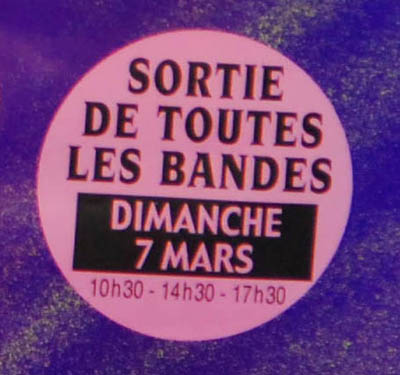 SORTIE
DE TOUTES
LES BANDES
DIMANCHE
7 MARS
10h30 - 14h30 - 17h30